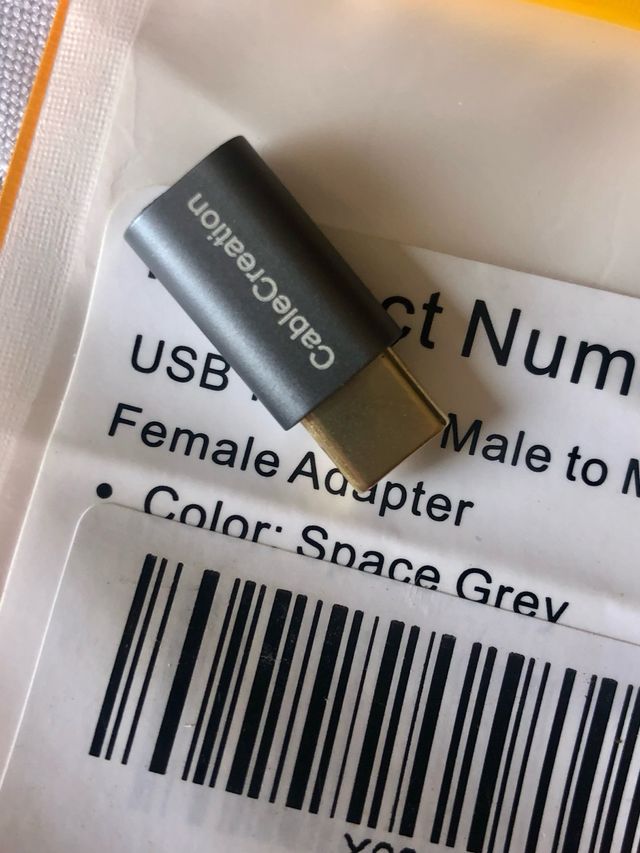 CableCreation
ct Num
USB Male to M
Female Adapter
• Color: Space Grey